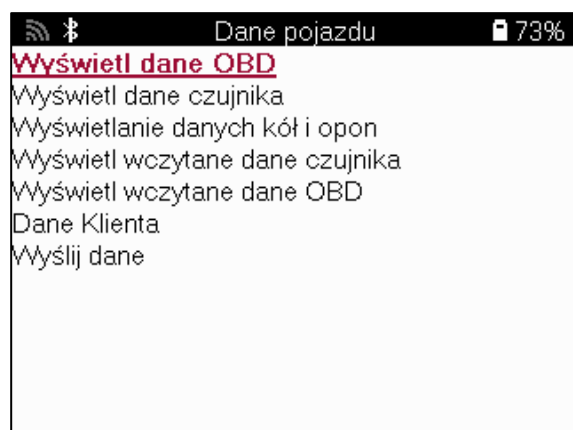 Dane pojazdu 73%
Wyświetl dane OBD
Wyświetl dane czujnika
Wyświetlanie danych kół i opon
Wyświetl wczytane dane czujnika
Wyświetl wczytane dane OBD
Dane Klienta
Wyślij dane